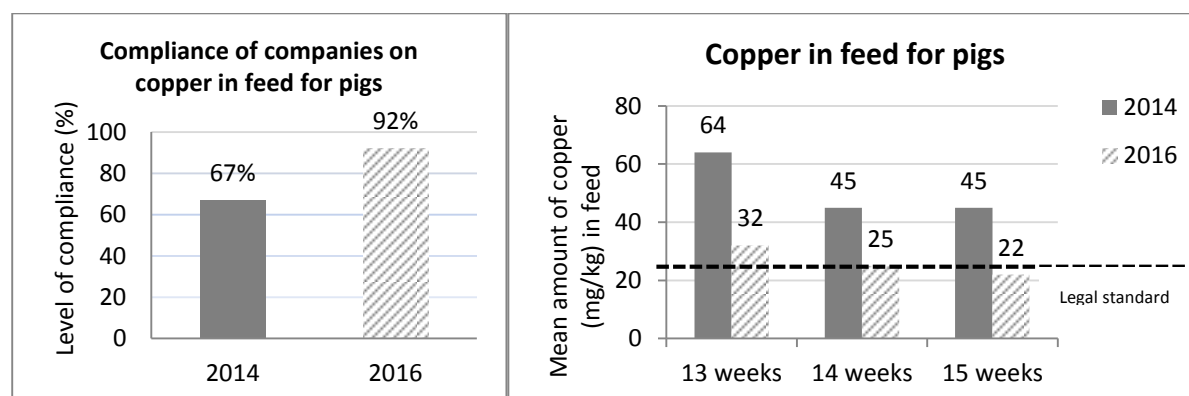 Compliance of companies on
copper in feed for pigs
Level of compliance (%)
100
80
60
40
20
0
67%
92%
2014
2016
Copper in feed for pigs
Mean amount of copper
(mg/kg) in feed
80
60
40
20
0
64
32
45
25
45
22
13 weeks
14 weeks
15 weeks
2014
2016
Legal standard